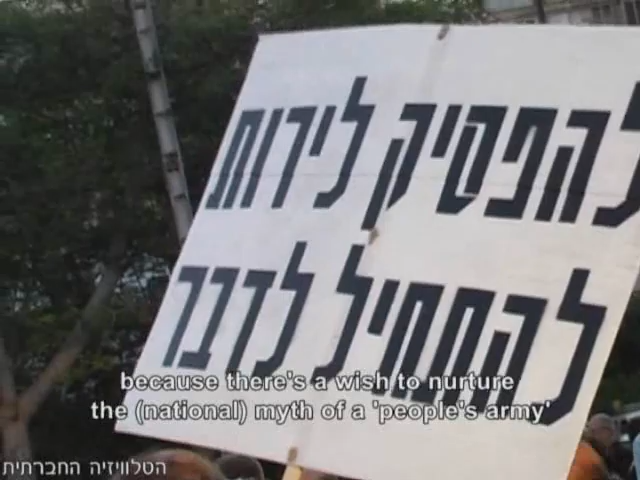 להפסיק לירות
להתחיל לדבר
because there's a wish to nurture
the (national) myth of a 'people's army'
הטלוויזיה החברתית